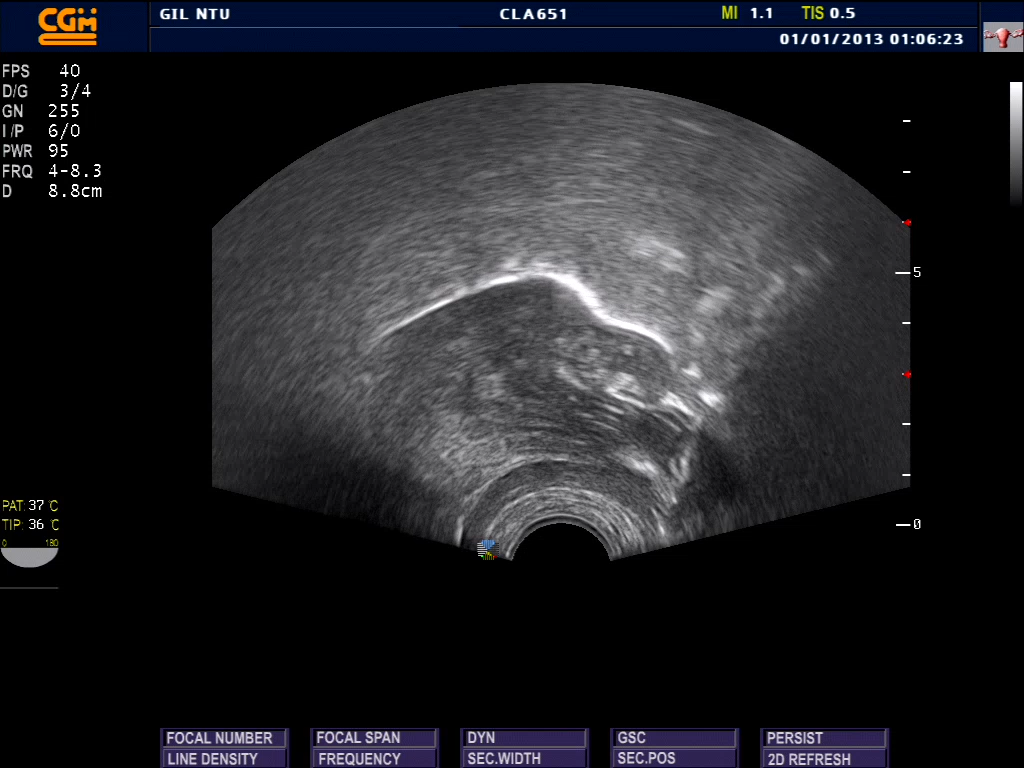 CGM
GIL NTU CLA651 MI 1.1 TIS 0.5
01/01/2013 01:06:23
FPS 40
D/G 3/4
GN 255
I/P 6/0
PWR 95
FRQ 4-8.3
D 8.8cm
5
PAT: 37 °C
TIP: 36 °C
0 180
0
FOCAL NUMBER FOCAL SPAN DYN GSC PERSIST
LINE DENSITY FREQUENCY SEC.WIDTH SEC.POS 2D REFRESH